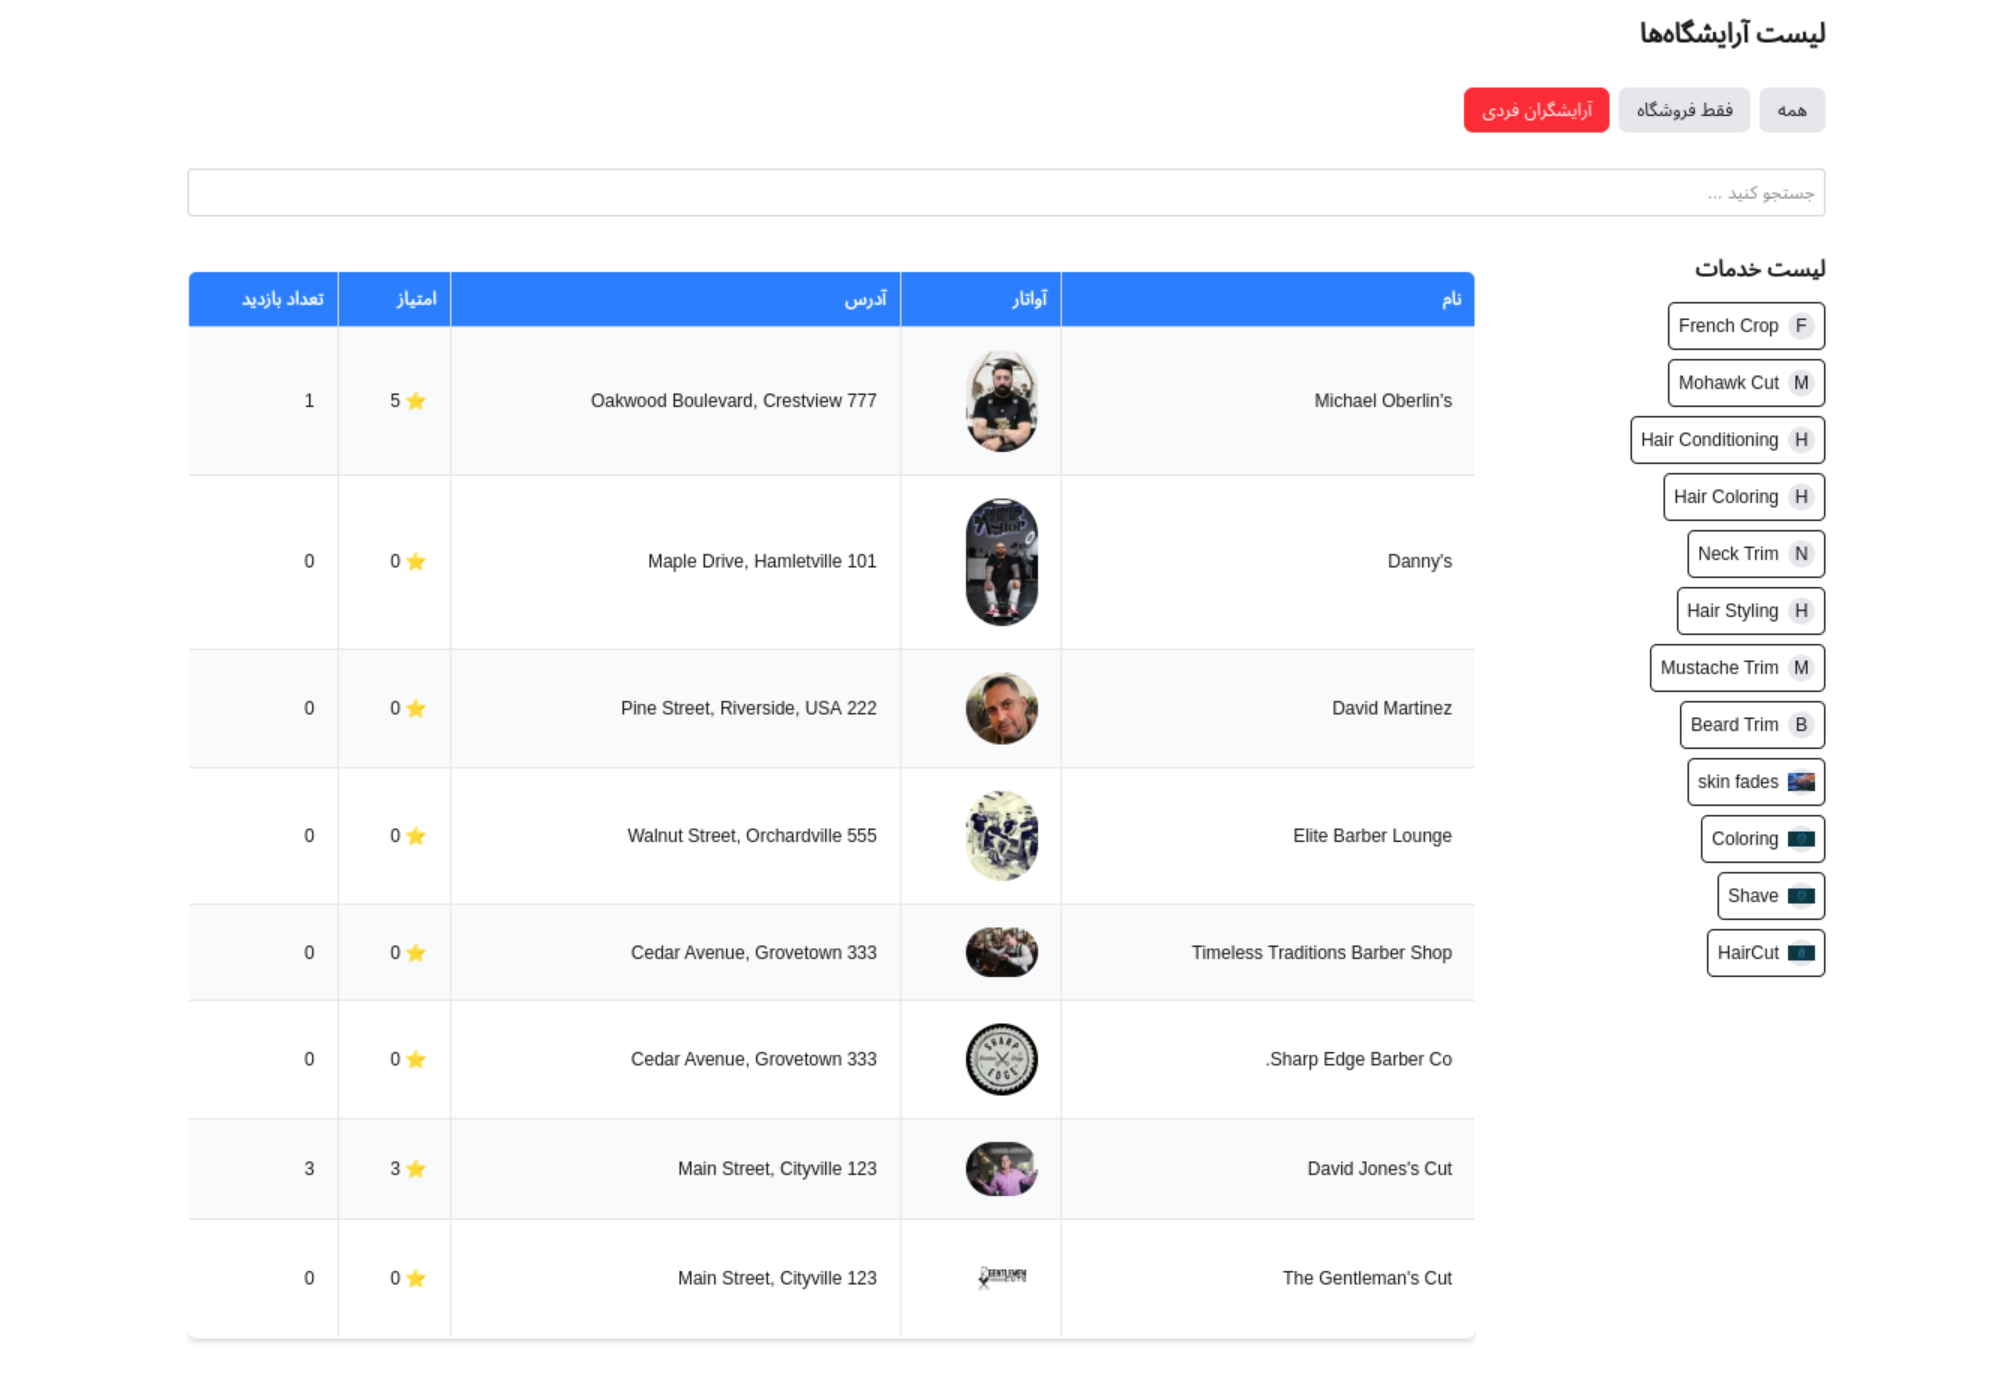 لیست آرایشگاه‌ها
همه
فقط فروشگاه
آرایشگران فردی
جستجو کنید ...
لیست خدمات
F French Crop
M Mohawk Cut
H Hair Conditioning
H Hair Coloring
N Neck Trim
H Hair Styling
M Mustache Trim
B Beard Trim
skin fades
Coloring
Shave
HairCut
نام آواتار آدرس امتیاز تعداد بازدید
Michael Oberlin's Oakwood Boulevard, Crestview 777 5 1
Danny's Maple Drive, Hamletville 101 0 0
David Martinez Pine Street, Riverside, USA 222 0 0
Elite Barber Lounge Walnut Street, Orchardville 555 0 0
Timeless Traditions Barber Shop Cedar Avenue, Grovetown 333 0 0
.Sharp Edge Barber Co SHARP EDGE Cedar Avenue, Grovetown 333 0 0
David Jones's Cut Main Street, Cityville 123 3 3
The Gentleman's Cut GENTLEMEN CUTS Main Street, Cityville 123 0 0